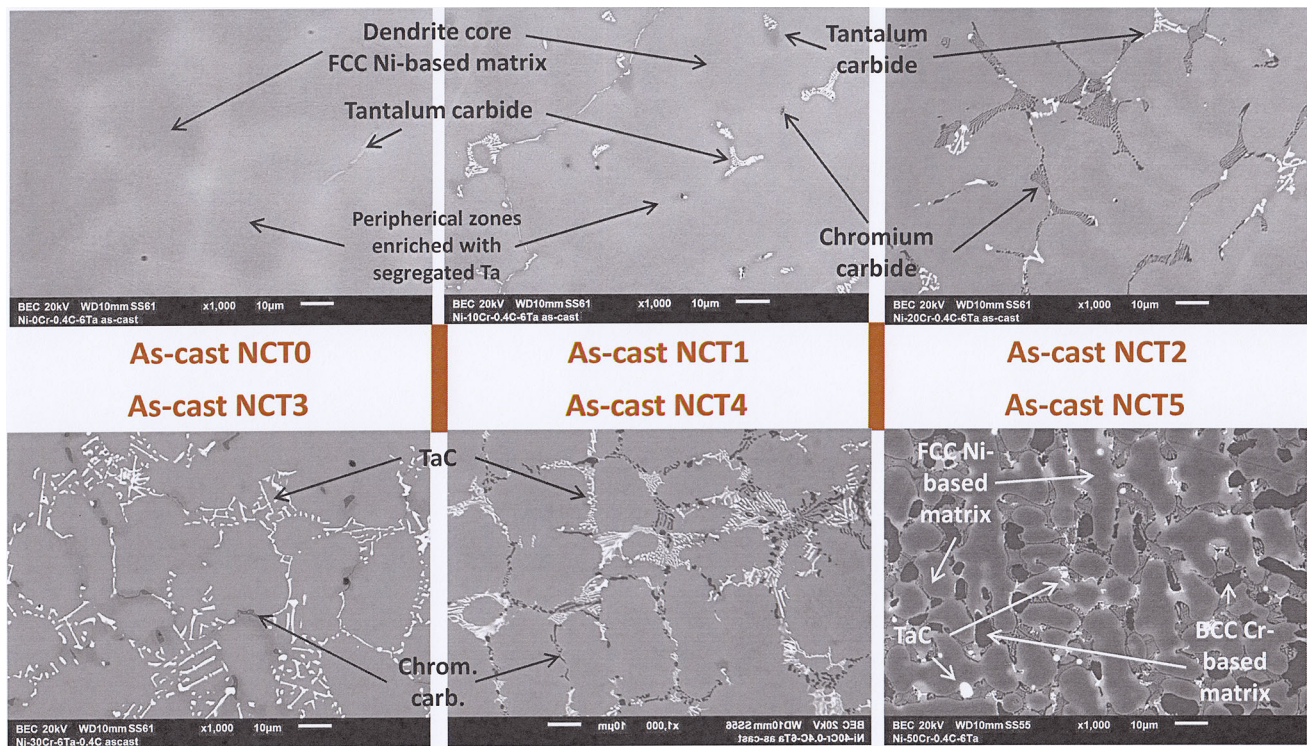 Dendrite core
FCC Ni-based matrix
Tantalum carbide
Peripherical zones
enriched with
segregated Ta
Tantalum
carbide
Chromium
carbide
BEC 20kV WD10mm SS61 x1,000 10µm
Ni-0Cr-0.4C-6Ta as-cast
BEC 20kV WD10mm SS61 x1,000 10µm
Ni-10Cr-0.4C-6Ta as-cast
BEC 20kV WD10mm SS61 x1,000 10µm
Ni-20Cr-0.4C-6Ta as-cast
As-cast NCT0
As-cast NCT1
As-cast NCT2
As-cast NCT3
As-cast NCT4
As-cast NCT5
TaC
Chrom.
carb.
FCC Ni-
based
matrix
TaC
BCC Cr-
based
matrix
BEC 20kV WD10mm SS61 x1,000 10µm
Ni-30Cr-6Ta-0.4C ascast
BEC 20kV WD10mm SS56 x1,000 10µm
Ni-40Cr-0.4C-6Ta as-cast
BEC 20kV WD10mm SS55 x1,000 10µm
Ni-50Cr-0.4C-6Ta